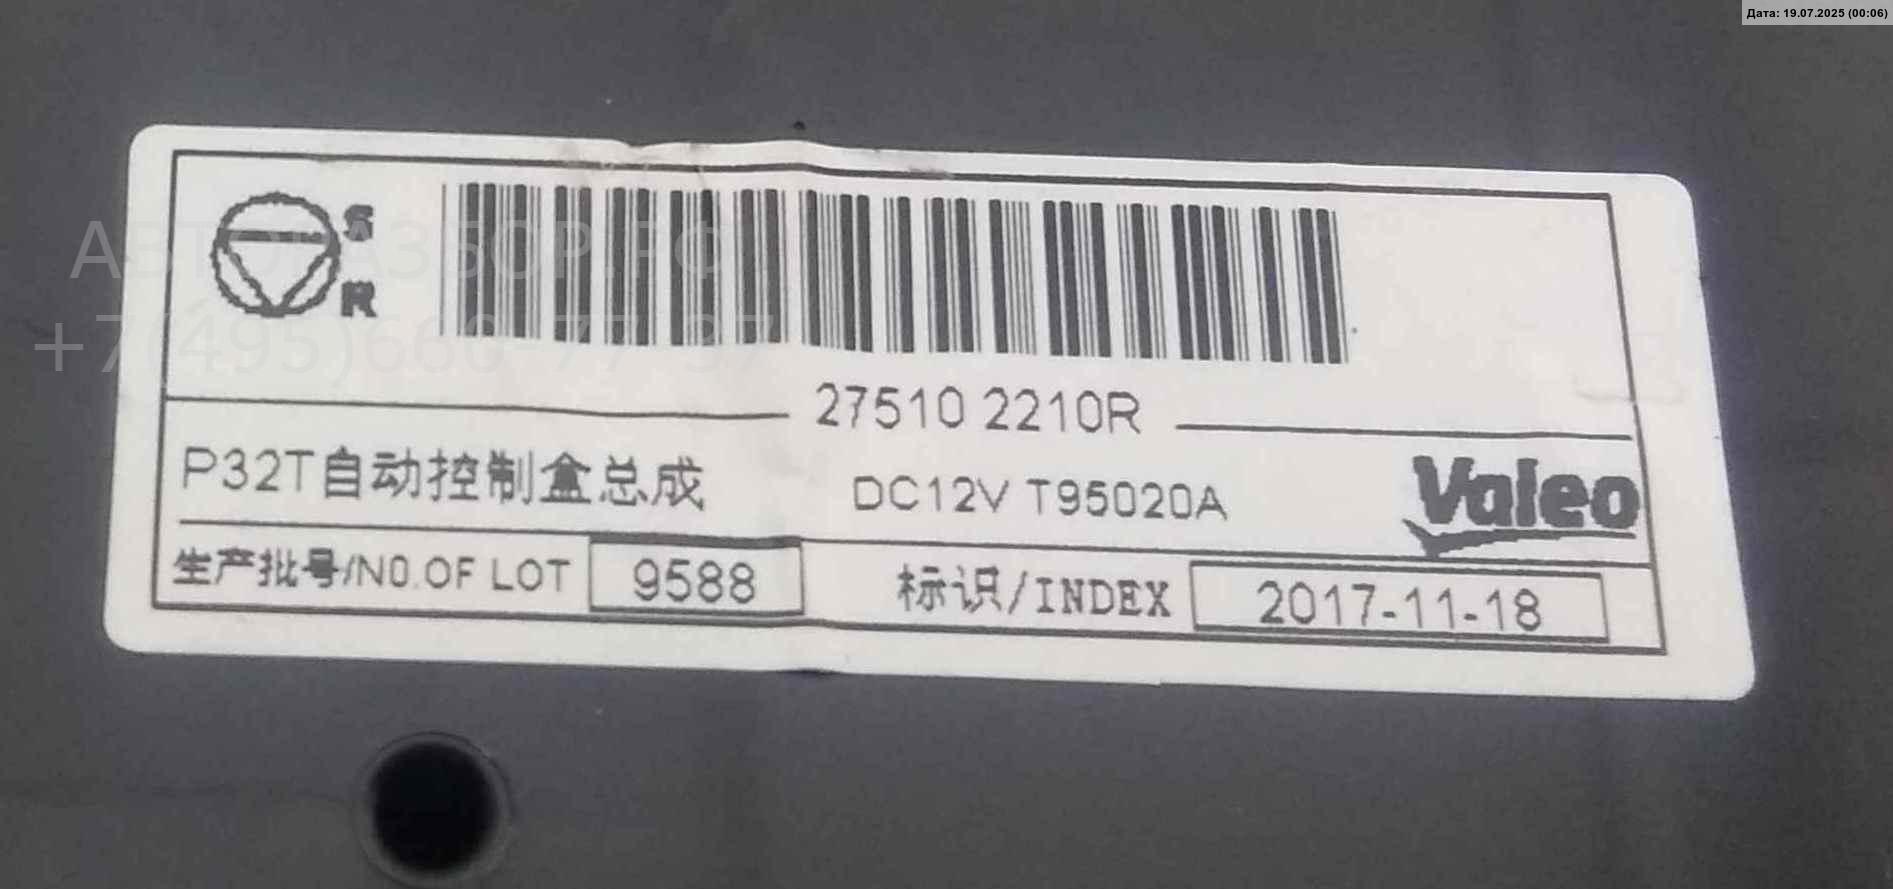 Дата: 19.07.2025 (00:06)
S
R
27510 2210R
P32T自动控制盒总成 DC12V T95020A Valeo
生产批号/NO.OF LOT 9588 标识/INDEX 2017-11-18